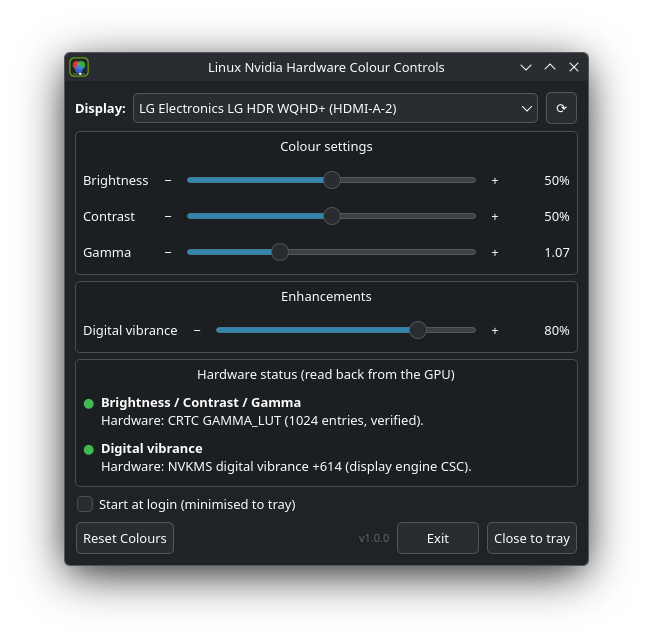 Linux Nvidia Hardware Colour Controls
Display: LG Electronics LG HDR WQHD+ (HDMI-A-2) ⟳
Colour settings
Brightness − + 50%
Contrast − + 50%
Gamma − + 1.07
Enhancements
Digital vibrance − + 80%
Hardware status (read back from the GPU)
Brightness / Contrast / Gamma
Hardware: CRTC GAMMA_LUT (1024 entries, verified).
Digital vibrance
Hardware: NVKMS digital vibrance +614 (display engine CSC).
Start at login (minimised to tray)
Reset Colours v1.0.0 Exit Close to tray